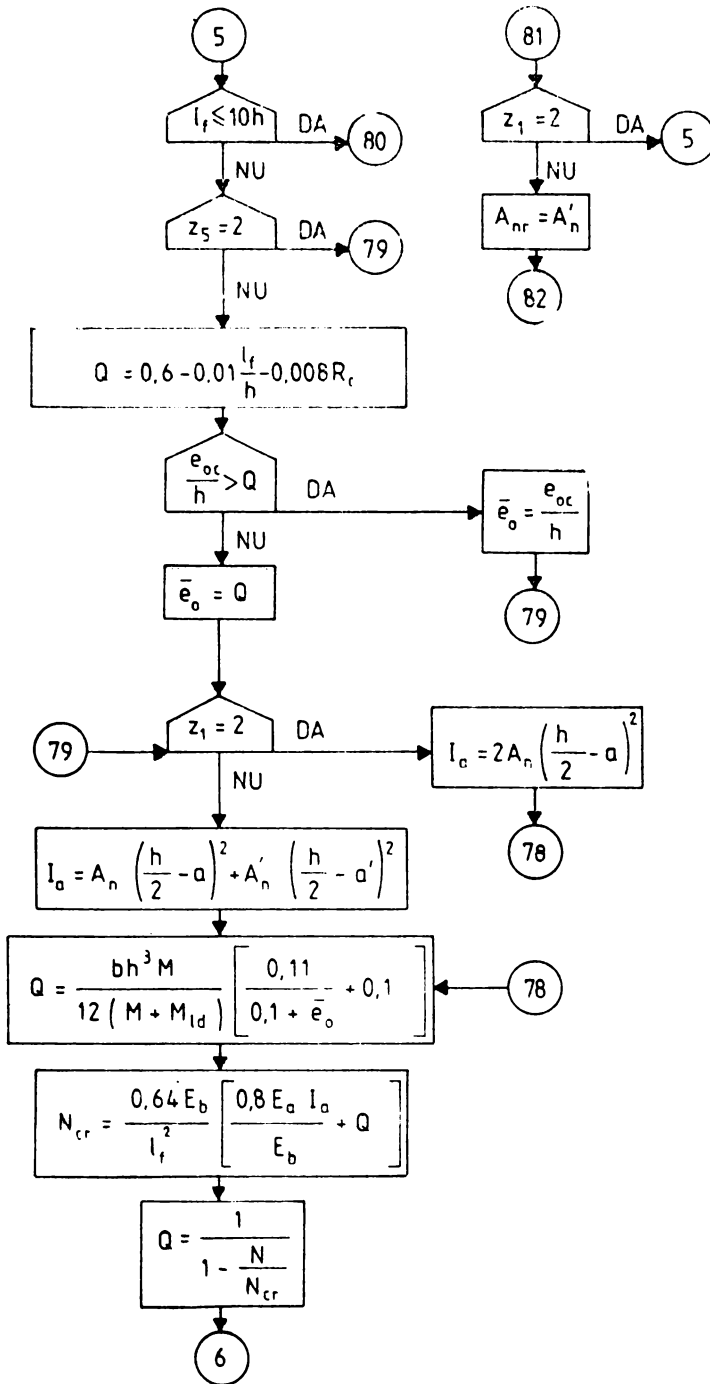 5
l_f ≤ 10h
DA
80
NU
z_5 = 2
DA
79
NU
Q = 0,6 - 0,01 l_f/h - 0,008 R_c
e_oc/h > Q
DA
ē_o = e_oc/h
79
NU
ē_o = Q
79
z_1 = 2
DA
I_a = 2A_n (h/2 - a)^2
78
NU
I_a = A_n (h/2 - a)^2 + A'_n (h/2 - a')^2
Q = bh^3 M / 12 (M + M_ld) [0,11 / 0,1 + ē_o + 0,1]
78
N_cr = 0,64 E_b / l_f^2 [0,8 E_a I_a / E_b + Q]
Q = 1 / 1 - N/N_cr
6
81
z_1 = 2
DA
5
NU
A_nr = A'_n
82